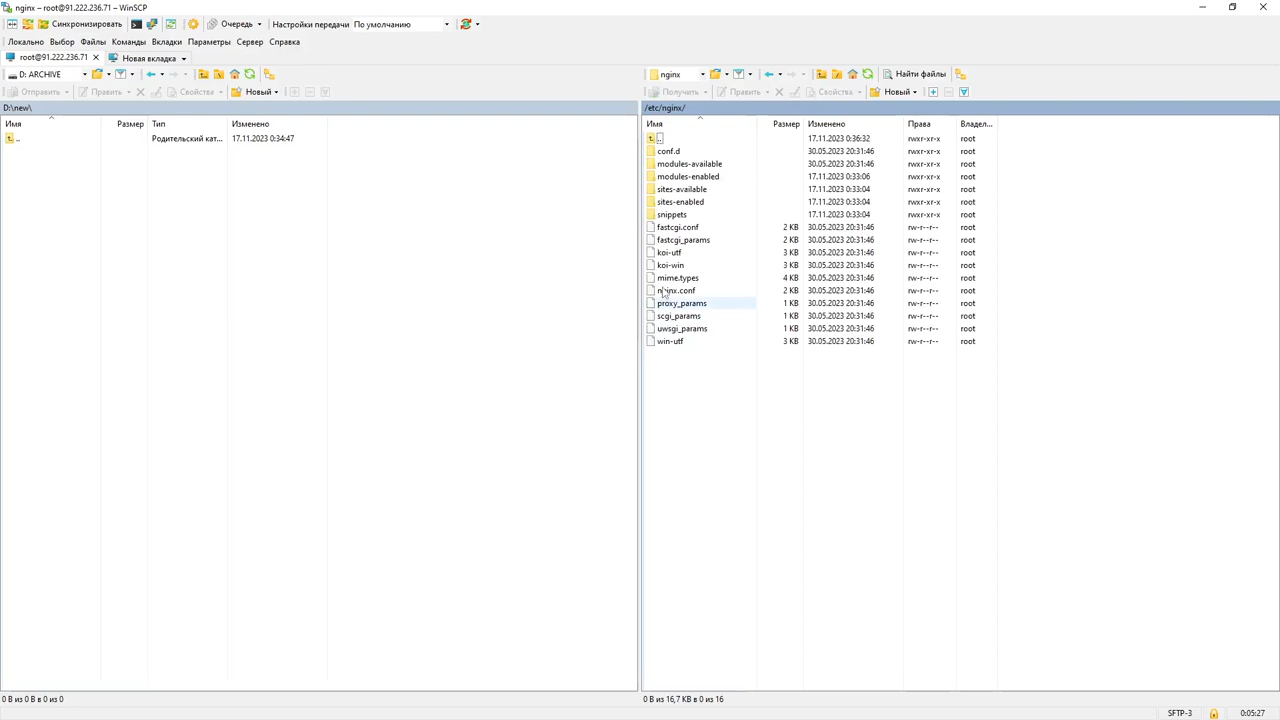 nginx – root@91.222.236.71 – WinSCP
Синхронизировать Очередь Настройки передачи По умолчанию
Локально Выбор Файлы Команды Вкладки Параметры Сервер Справка
root@91.222.236.71 Новая вкладка
D: ARCHIVE nginx Найти файлы
Отправить Править Свойства Новый Получить Править Свойства Новый
D:\new\ /etc/nginx/
Имя Размер Тип Изменено Имя Размер Изменено Права Владел...
.. Родительский кат... 17.11.2023 0:34:47 .. 17.11.2023 0:36:32 rwxr-xr-x root
conf.d 30.05.2023 20:31:46 rwxr-xr-x root
modules-available 30.05.2023 20:31:46 rwxr-xr-x root
modules-enabled 17.11.2023 0:33:06 rwxr-xr-x root
sites-available 17.11.2023 0:33:04 rwxr-xr-x root
sites-enabled 17.11.2023 0:33:04 rwxr-xr-x root
snippets 17.11.2023 0:33:04 rwxr-xr-x root
fastcgi.conf 2 KB 30.05.2023 20:31:46 rw-r--r-- root
fastcgi_params 2 KB 30.05.2023 20:31:46 rw-r--r-- root
koi-utf 3 KB 30.05.2023 20:31:46 rw-r--r-- root
koi-win 3 KB 30.05.2023 20:31:46 rw-r--r-- root
mime.types 4 KB 30.05.2023 20:31:46 rw-r--r-- root
nginx.conf 2 KB 30.05.2023 20:31:46 rw-r--r-- root
proxy_params 1 KB 30.05.2023 20:31:46 rw-r--r-- root
scgi_params 1 KB 30.05.2023 20:31:46 rw-r--r-- root
uwsgi_params 1 KB 30.05.2023 20:31:46 rw-r--r-- root
win-utf 3 KB 30.05.2023 20:31:46 rw-r--r-- root
0 B из 0 B в 0 из 0 0 B из 16,7 KB в 0 из 16
SFTP-3 0:05:27